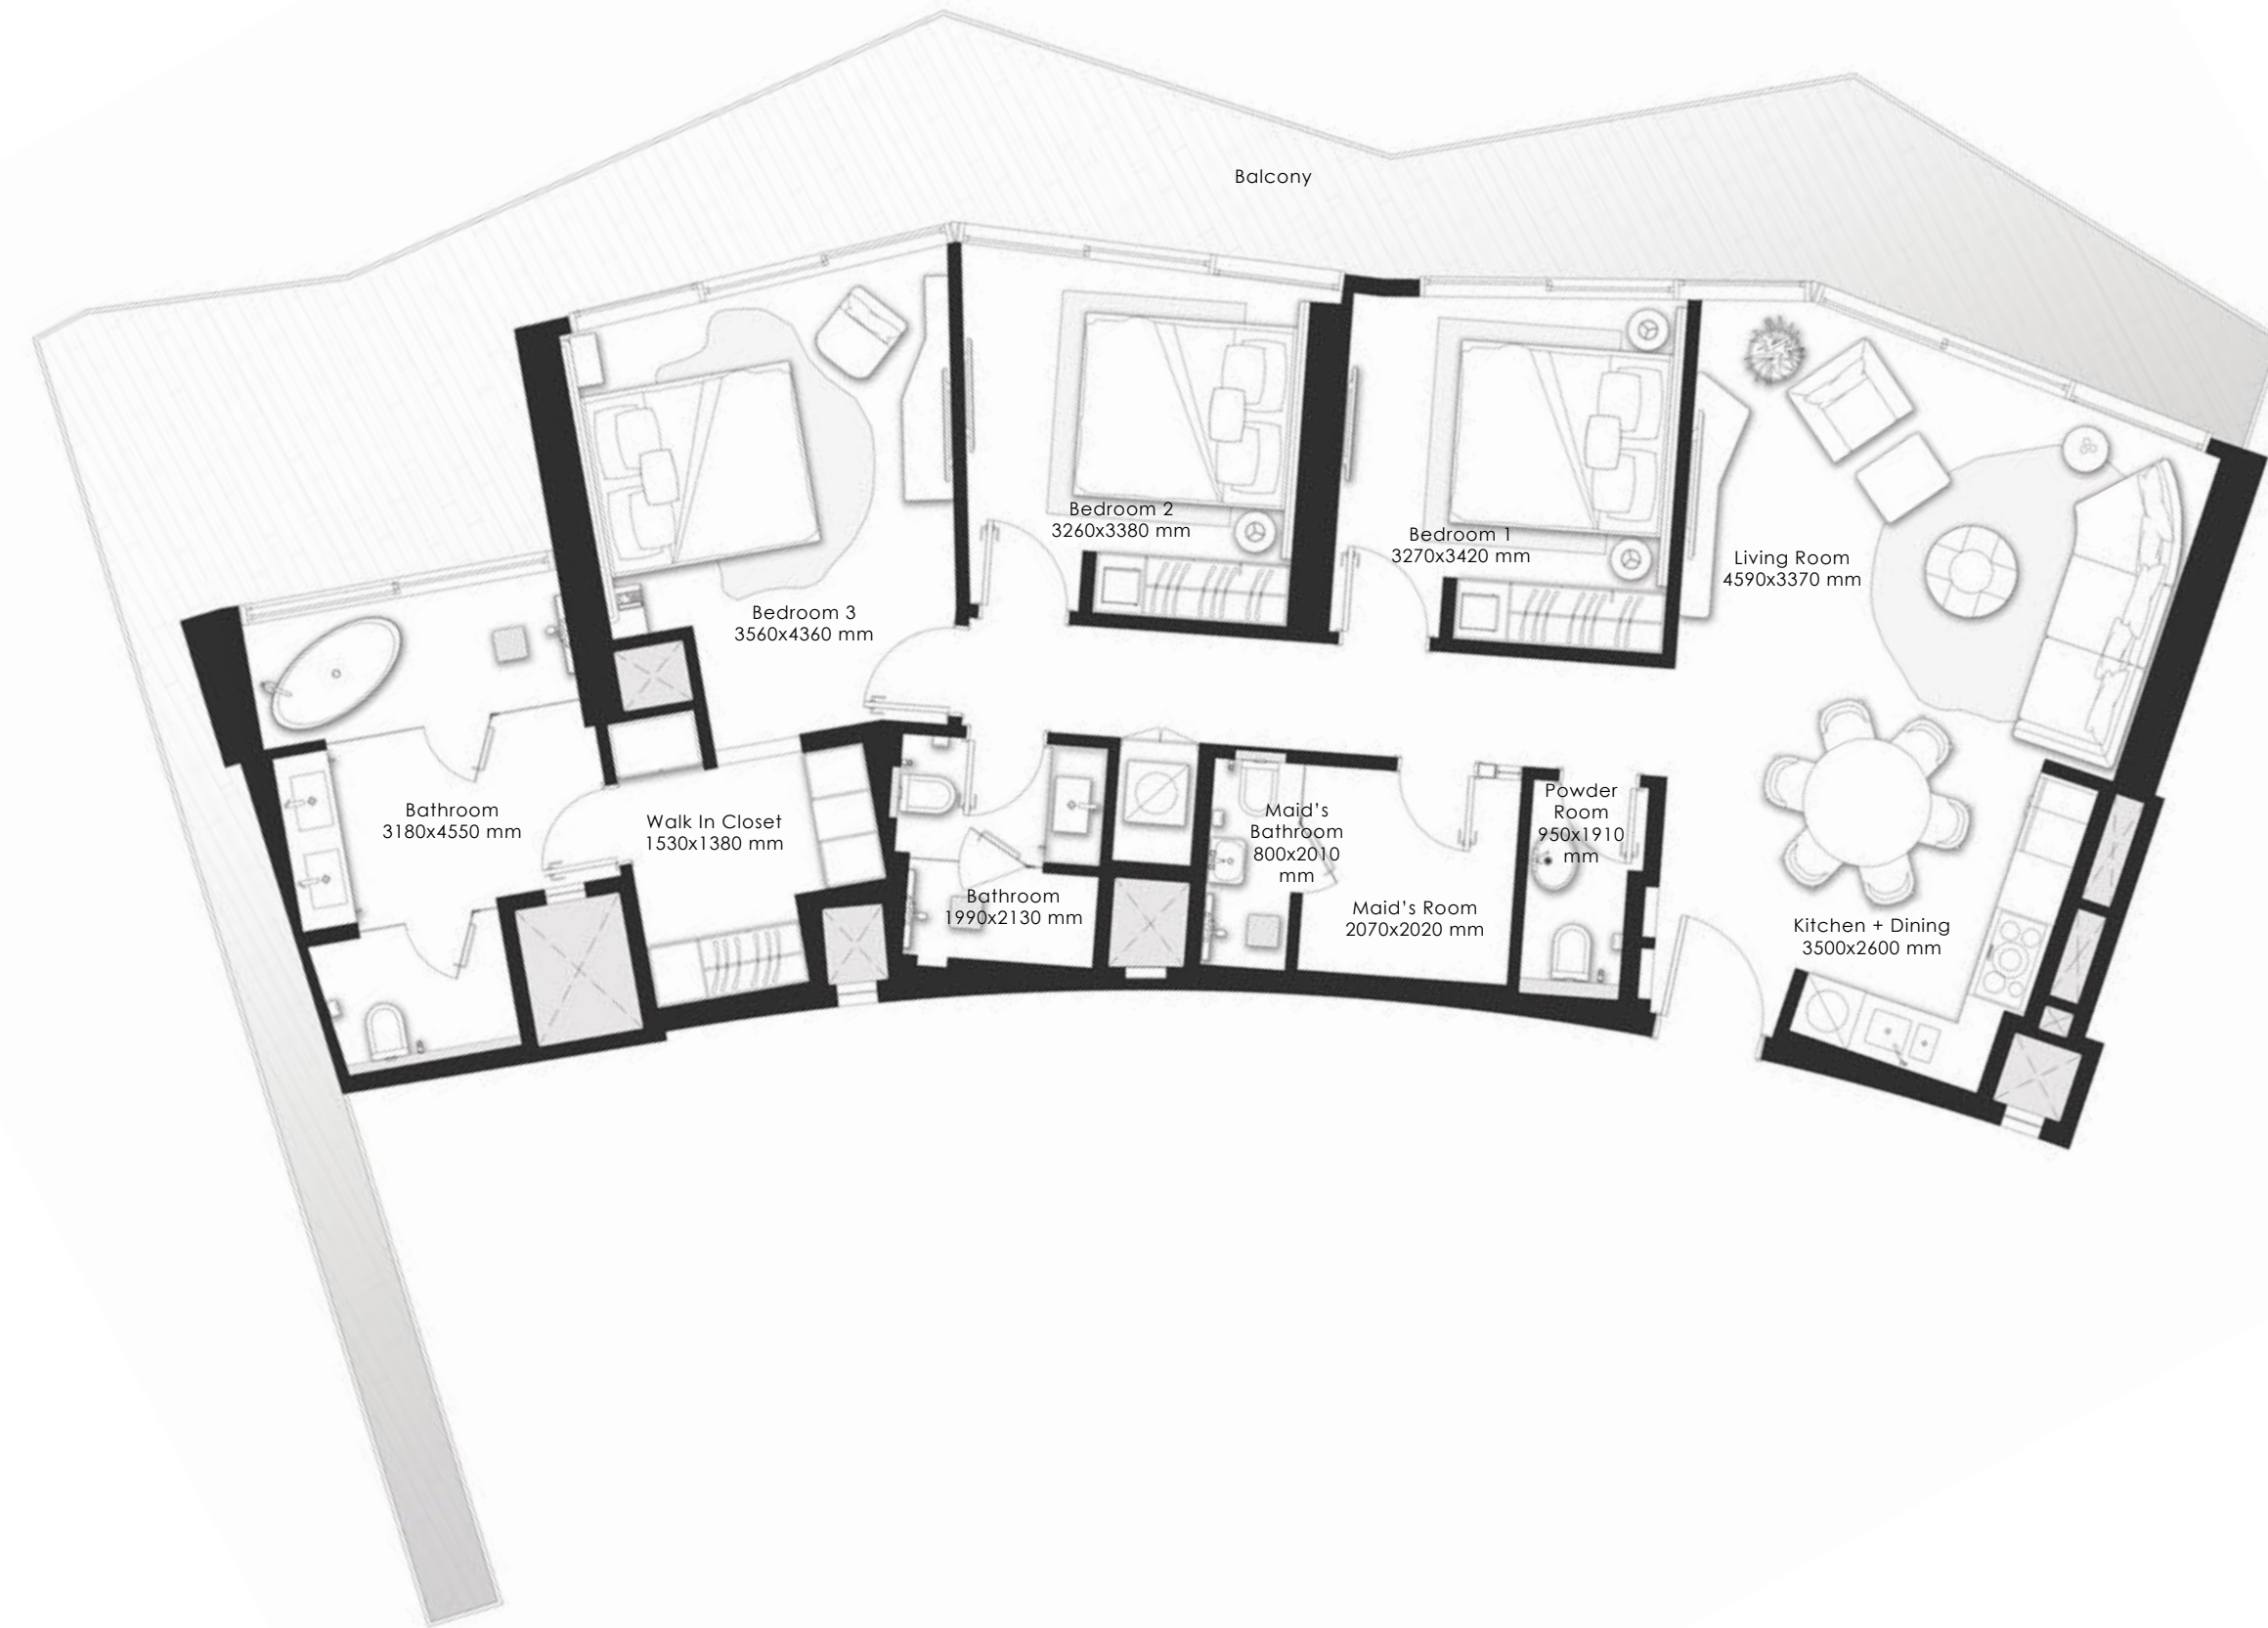 Balcony
Bedroom 2
3260x3380 mm
Bedroom 1
3270x3420 mm
Living Room
4590x3370 mm
Bedroom 3
3560x4360 mm
Bathroom
3180x4550 mm
Walk In Closet
1530x1380 mm
Bathroom
1990x2130 mm
Maid's
Bathroom
800x2010
mm
Maid's Room
2070x2020 mm
Powder
Room
950x1910
mm
Kitchen + Dining
3500x2600 mm